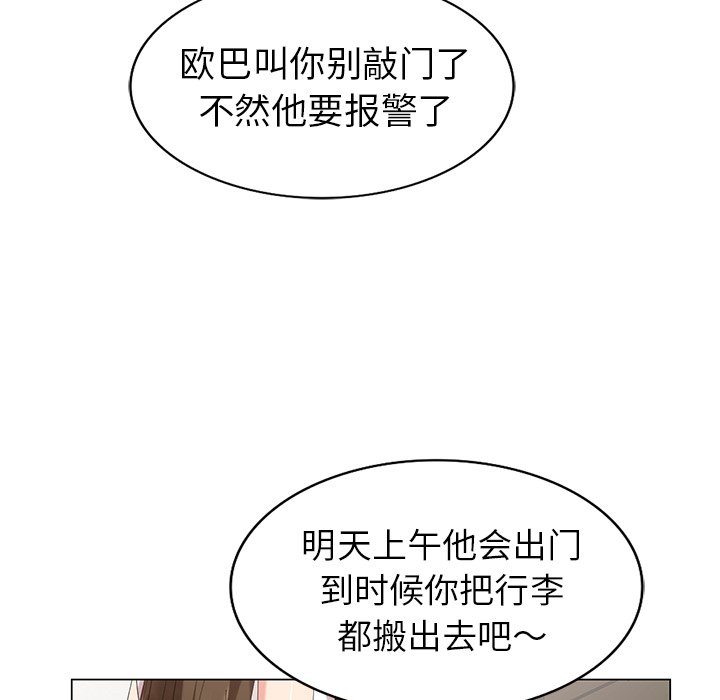 欧巴叫你别敲门了
不然他要报警了
明天上午他会出门
到时候你把行李
都搬出去吧～